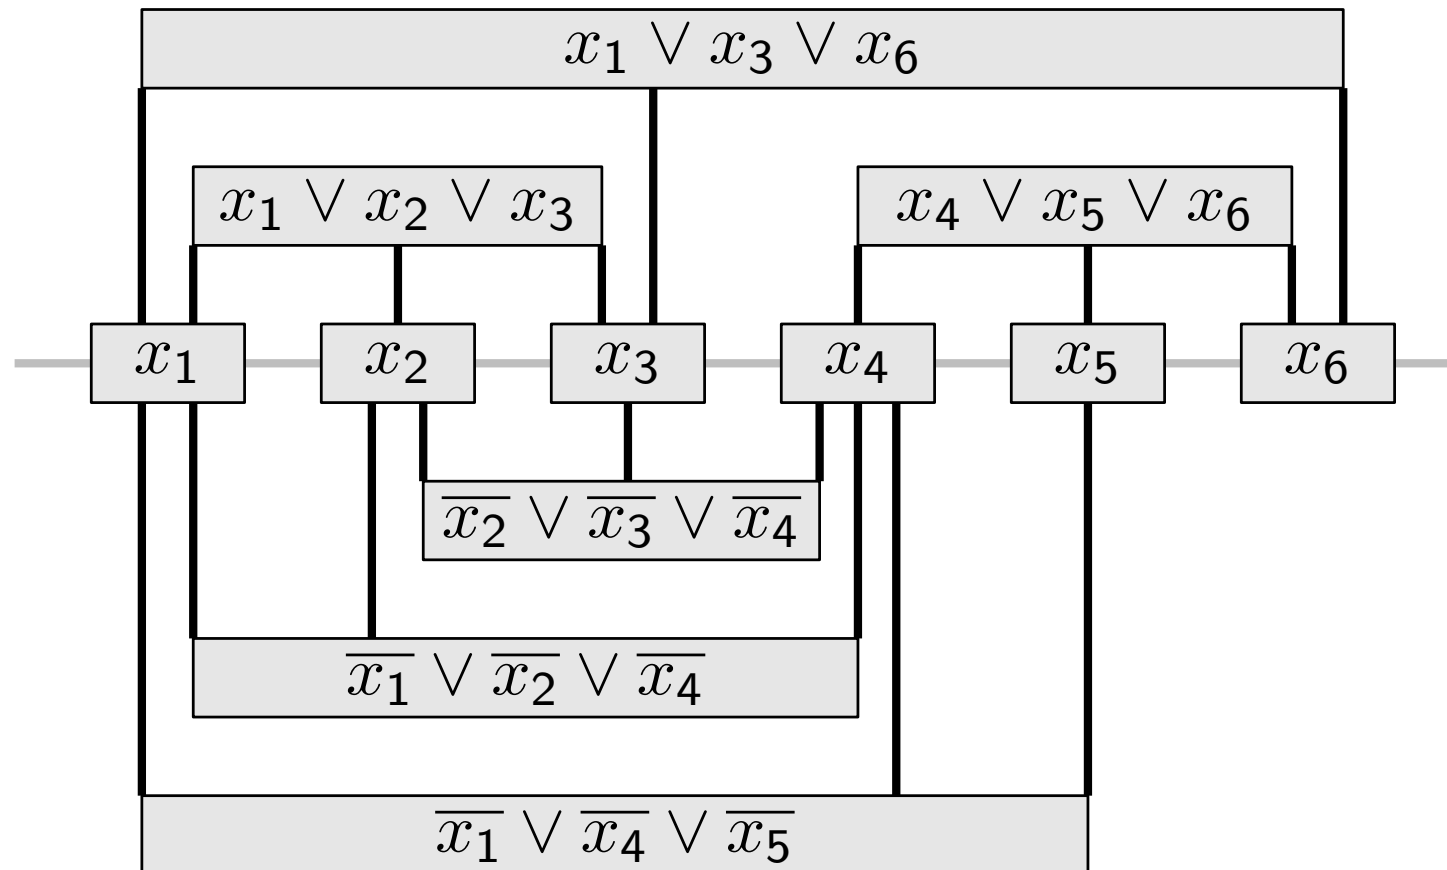 x₁ ∨ x₃ ∨ x₆
x₁ ∨ x₂ ∨ x₃
x₄ ∨ x₅ ∨ x₆
x₁
x₂
x₃
x₄
x₅
x₆
x̅₂ ∨ x̅₃ ∨ x̅₄
x̅₁ ∨ x̅₂ ∨ x̅₄
x̅₁ ∨ x̅₄ ∨ x̅₅